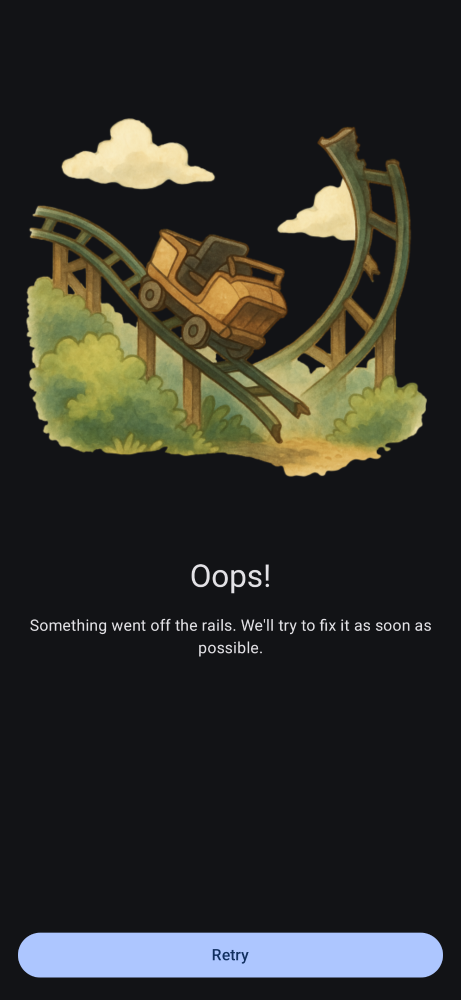 Oops!
Something went off the rails. We'll try to fix it as soon as
possible.
Retry